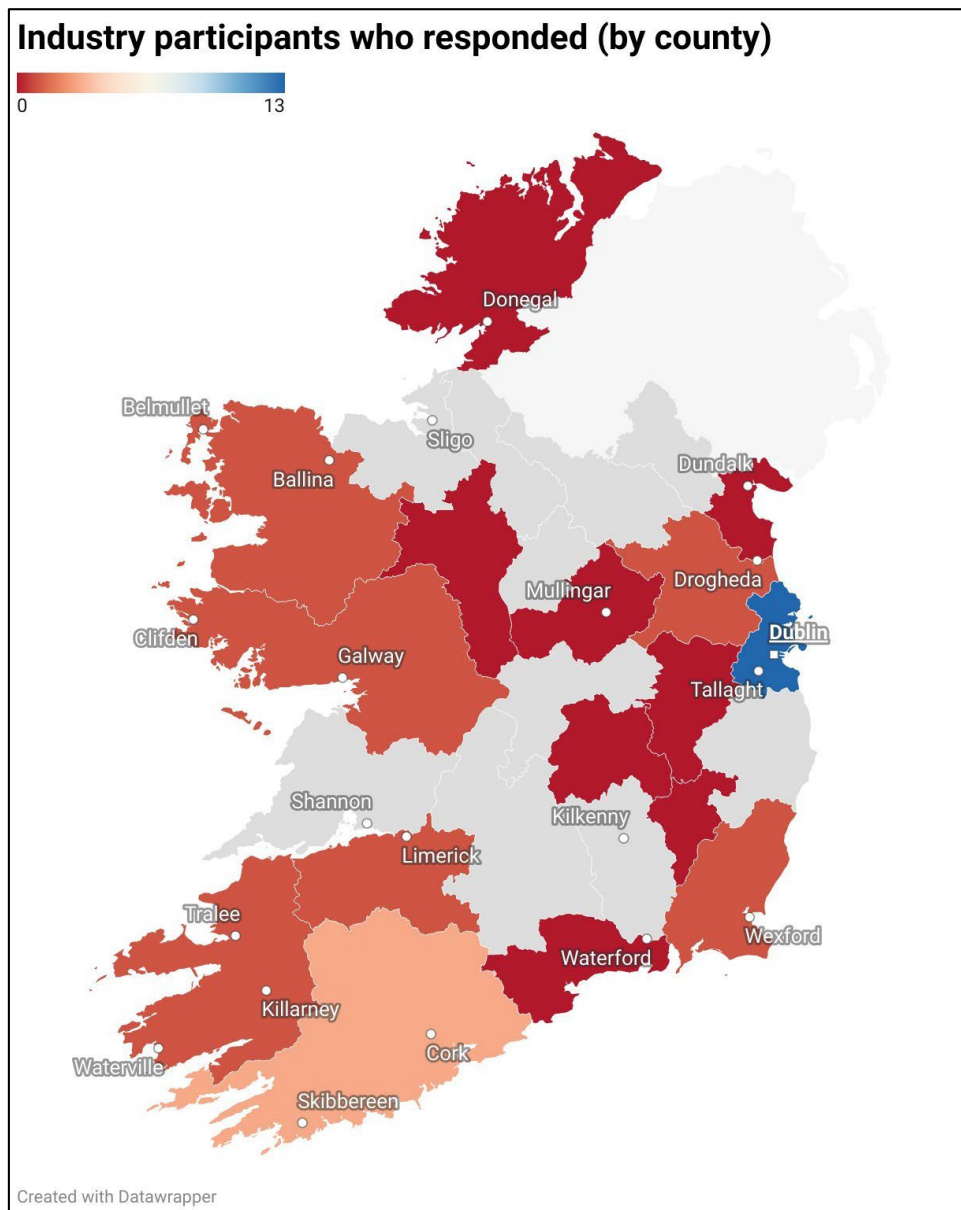 Industry participants who responded (by county)
0 13
Donegal
Belmullet
Sligo
Ballina
Dundalk
Drogheda
Mullingar
Clifden
Dublin
Galway
Tallaght
Shannon
Kilkenny
Limerick
Tralee
Wexford
Waterford
Killarney
Cork
Waterville
Skibbereen
Created with Datawrapper